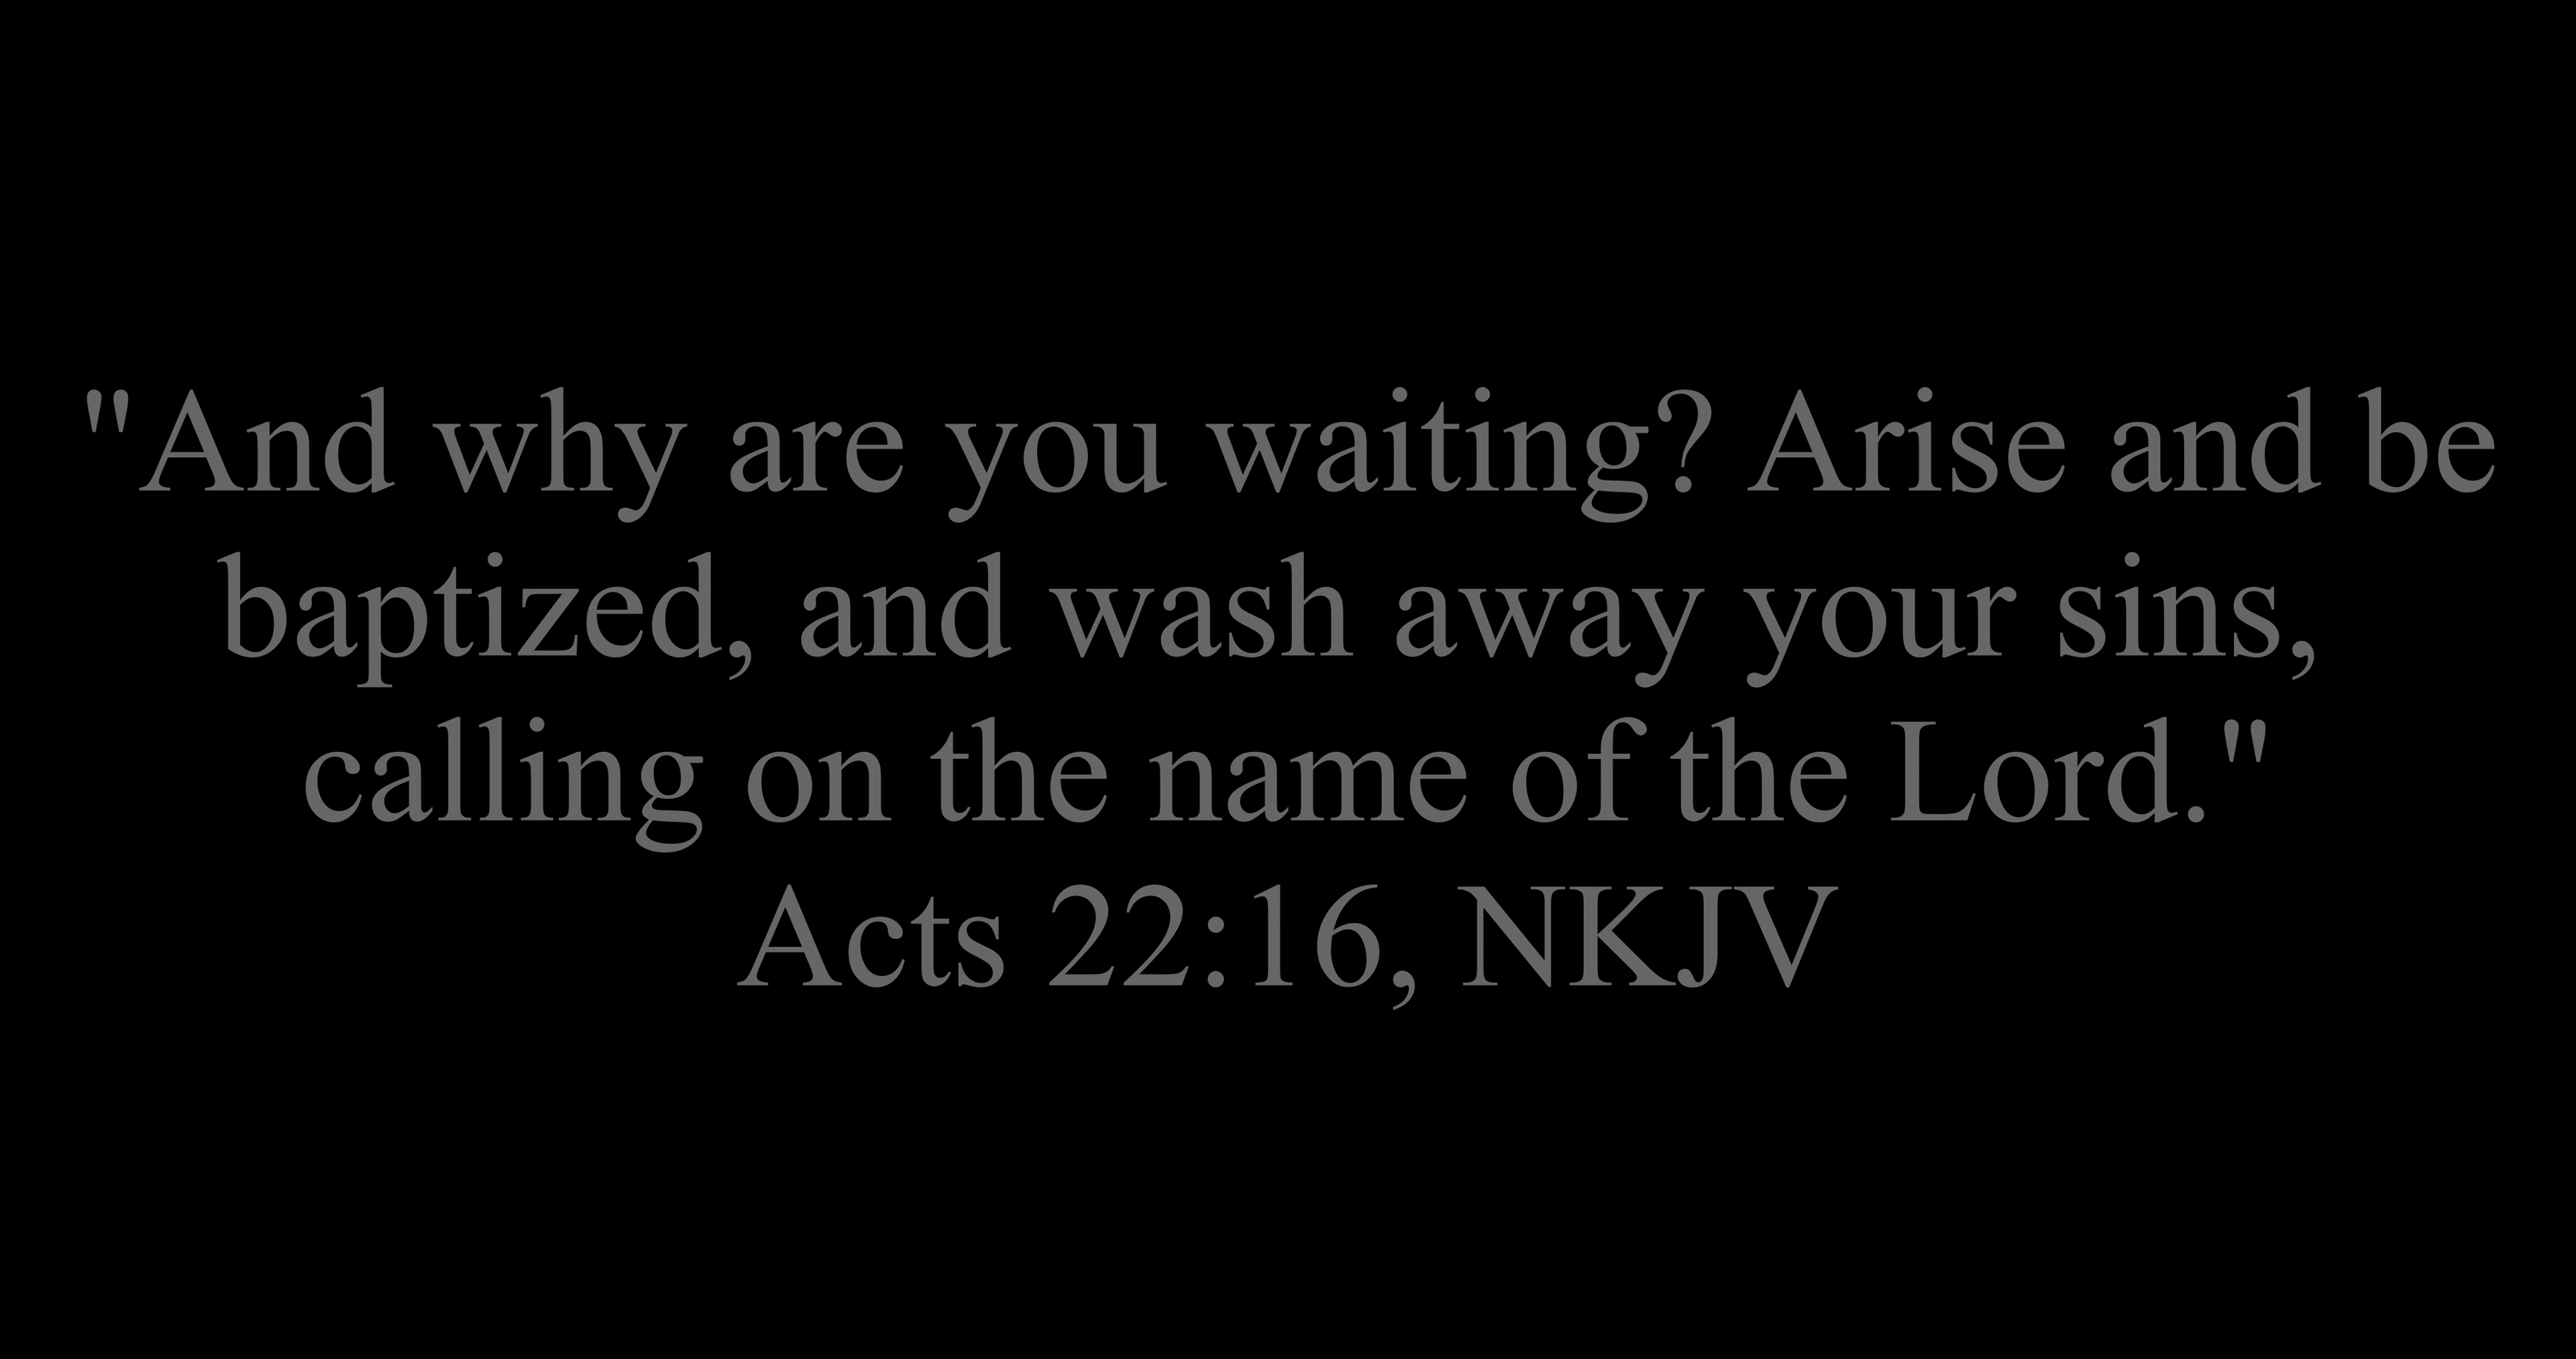 "And why are you waiting? Arise and be
baptized, and wash away your sins,
calling on the name of the Lord."
Acts 22:16, NKJV